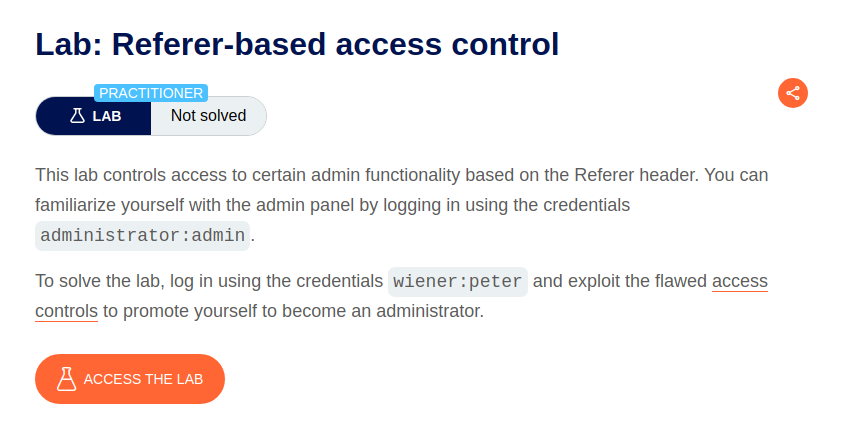 Lab: Referer-based access control
PRACTITIONER
LAB
Not solved
This lab controls access to certain admin functionality based on the Referer header. You can
familiarize yourself with the admin panel by logging in using the credentials
administrator:admin.
To solve the lab, log in using the credentials wiener:peter and exploit the flawed access
controls to promote yourself to become an administrator.
ACCESS THE LAB